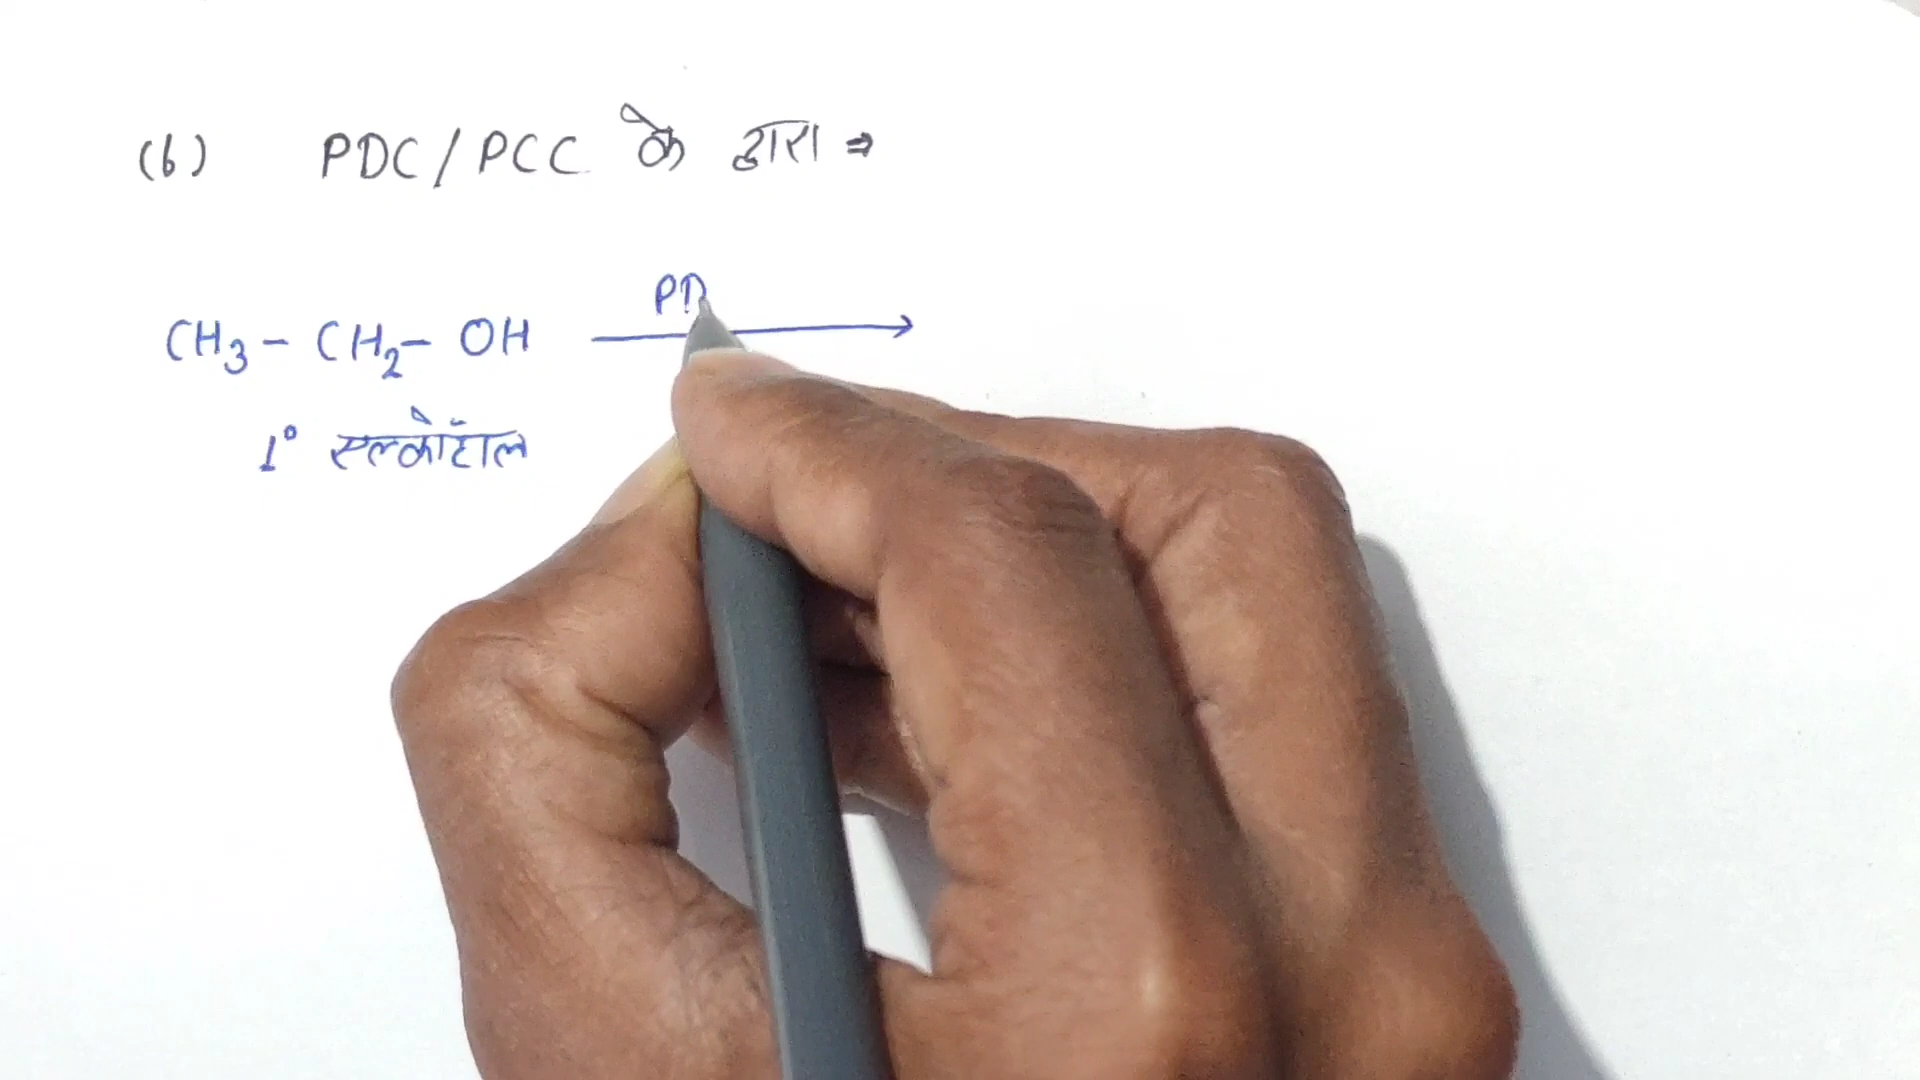 (b) PDC/PCC के द्वारा ⇒
PD
CH₃ - CH₂ - OH ⟶
1° एल्कोहॉल